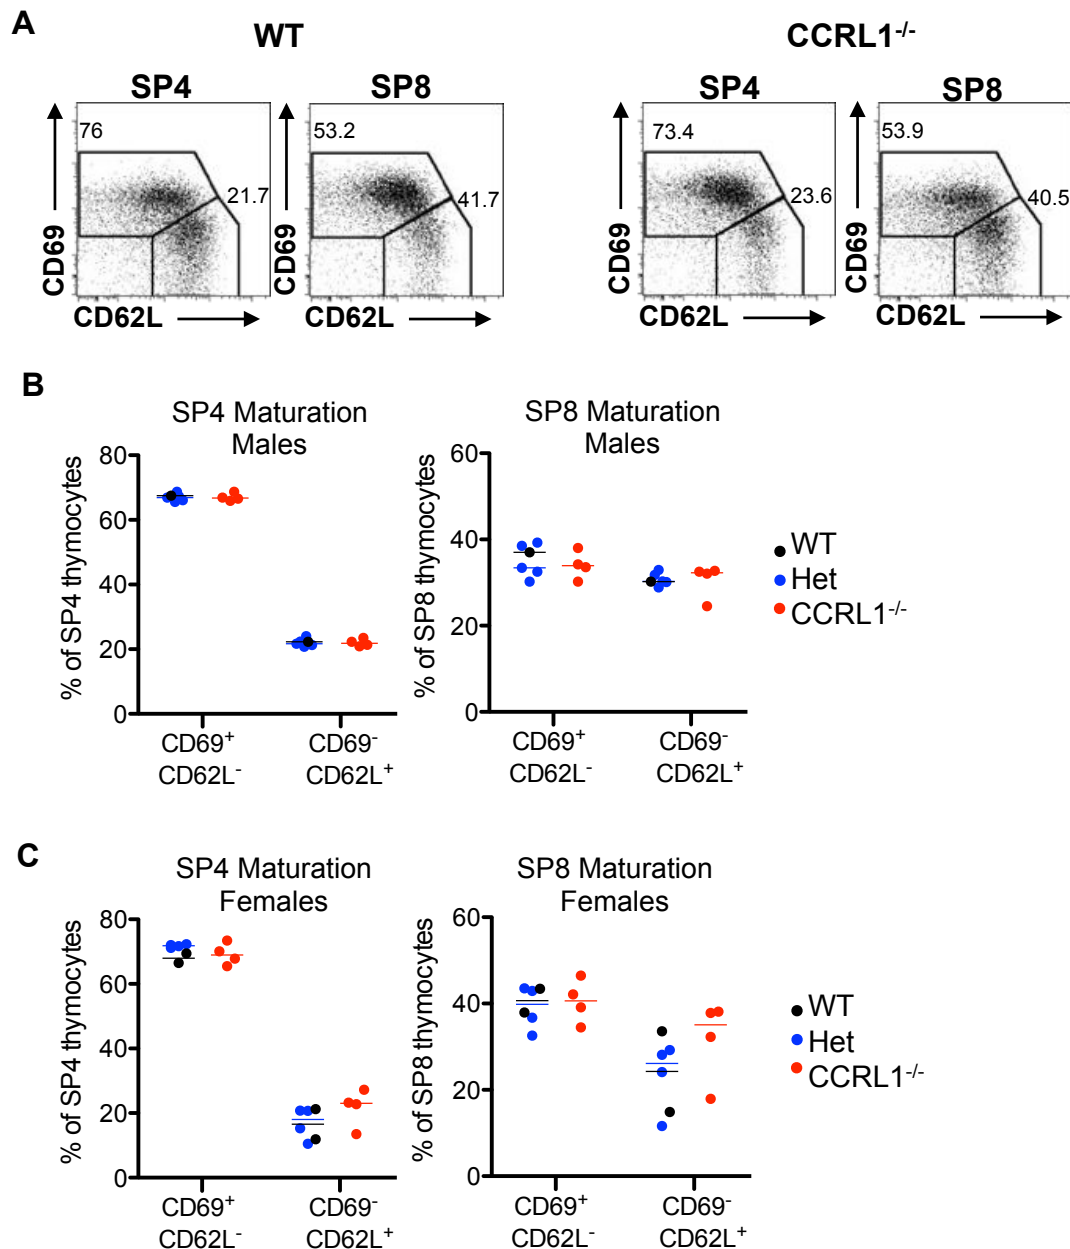 A
WT
CCRL1-/-
SP4
SP8
SP4
SP8
76
21.7
53.2
41.7
73.4
23.6
53.9
40.5
CD69
CD69
CD69
CD69
CD62L
CD62L
CD62L
CD62L
B
SP4 Maturation
Males
SP8 Maturation
Males
% of SP4 thymocytes
80
60
40
20
0
CD69+
CD62L-
CD69-
CD62L+
% of SP8 thymocytes
60
40
20
0
CD69+
CD62L-
CD69-
CD62L+
WT
Het
CCRL1-/-
C
SP4 Maturation
Females
SP8 Maturation
Females
% of SP4 thymocytes
80
60
40
20
0
CD69+
CD62L-
CD69-
CD62L+
% of SP8 thymocytes
60
40
20
0
CD69+
CD62L-
CD69-
CD62L+
WT
Het
CCRL1-/-